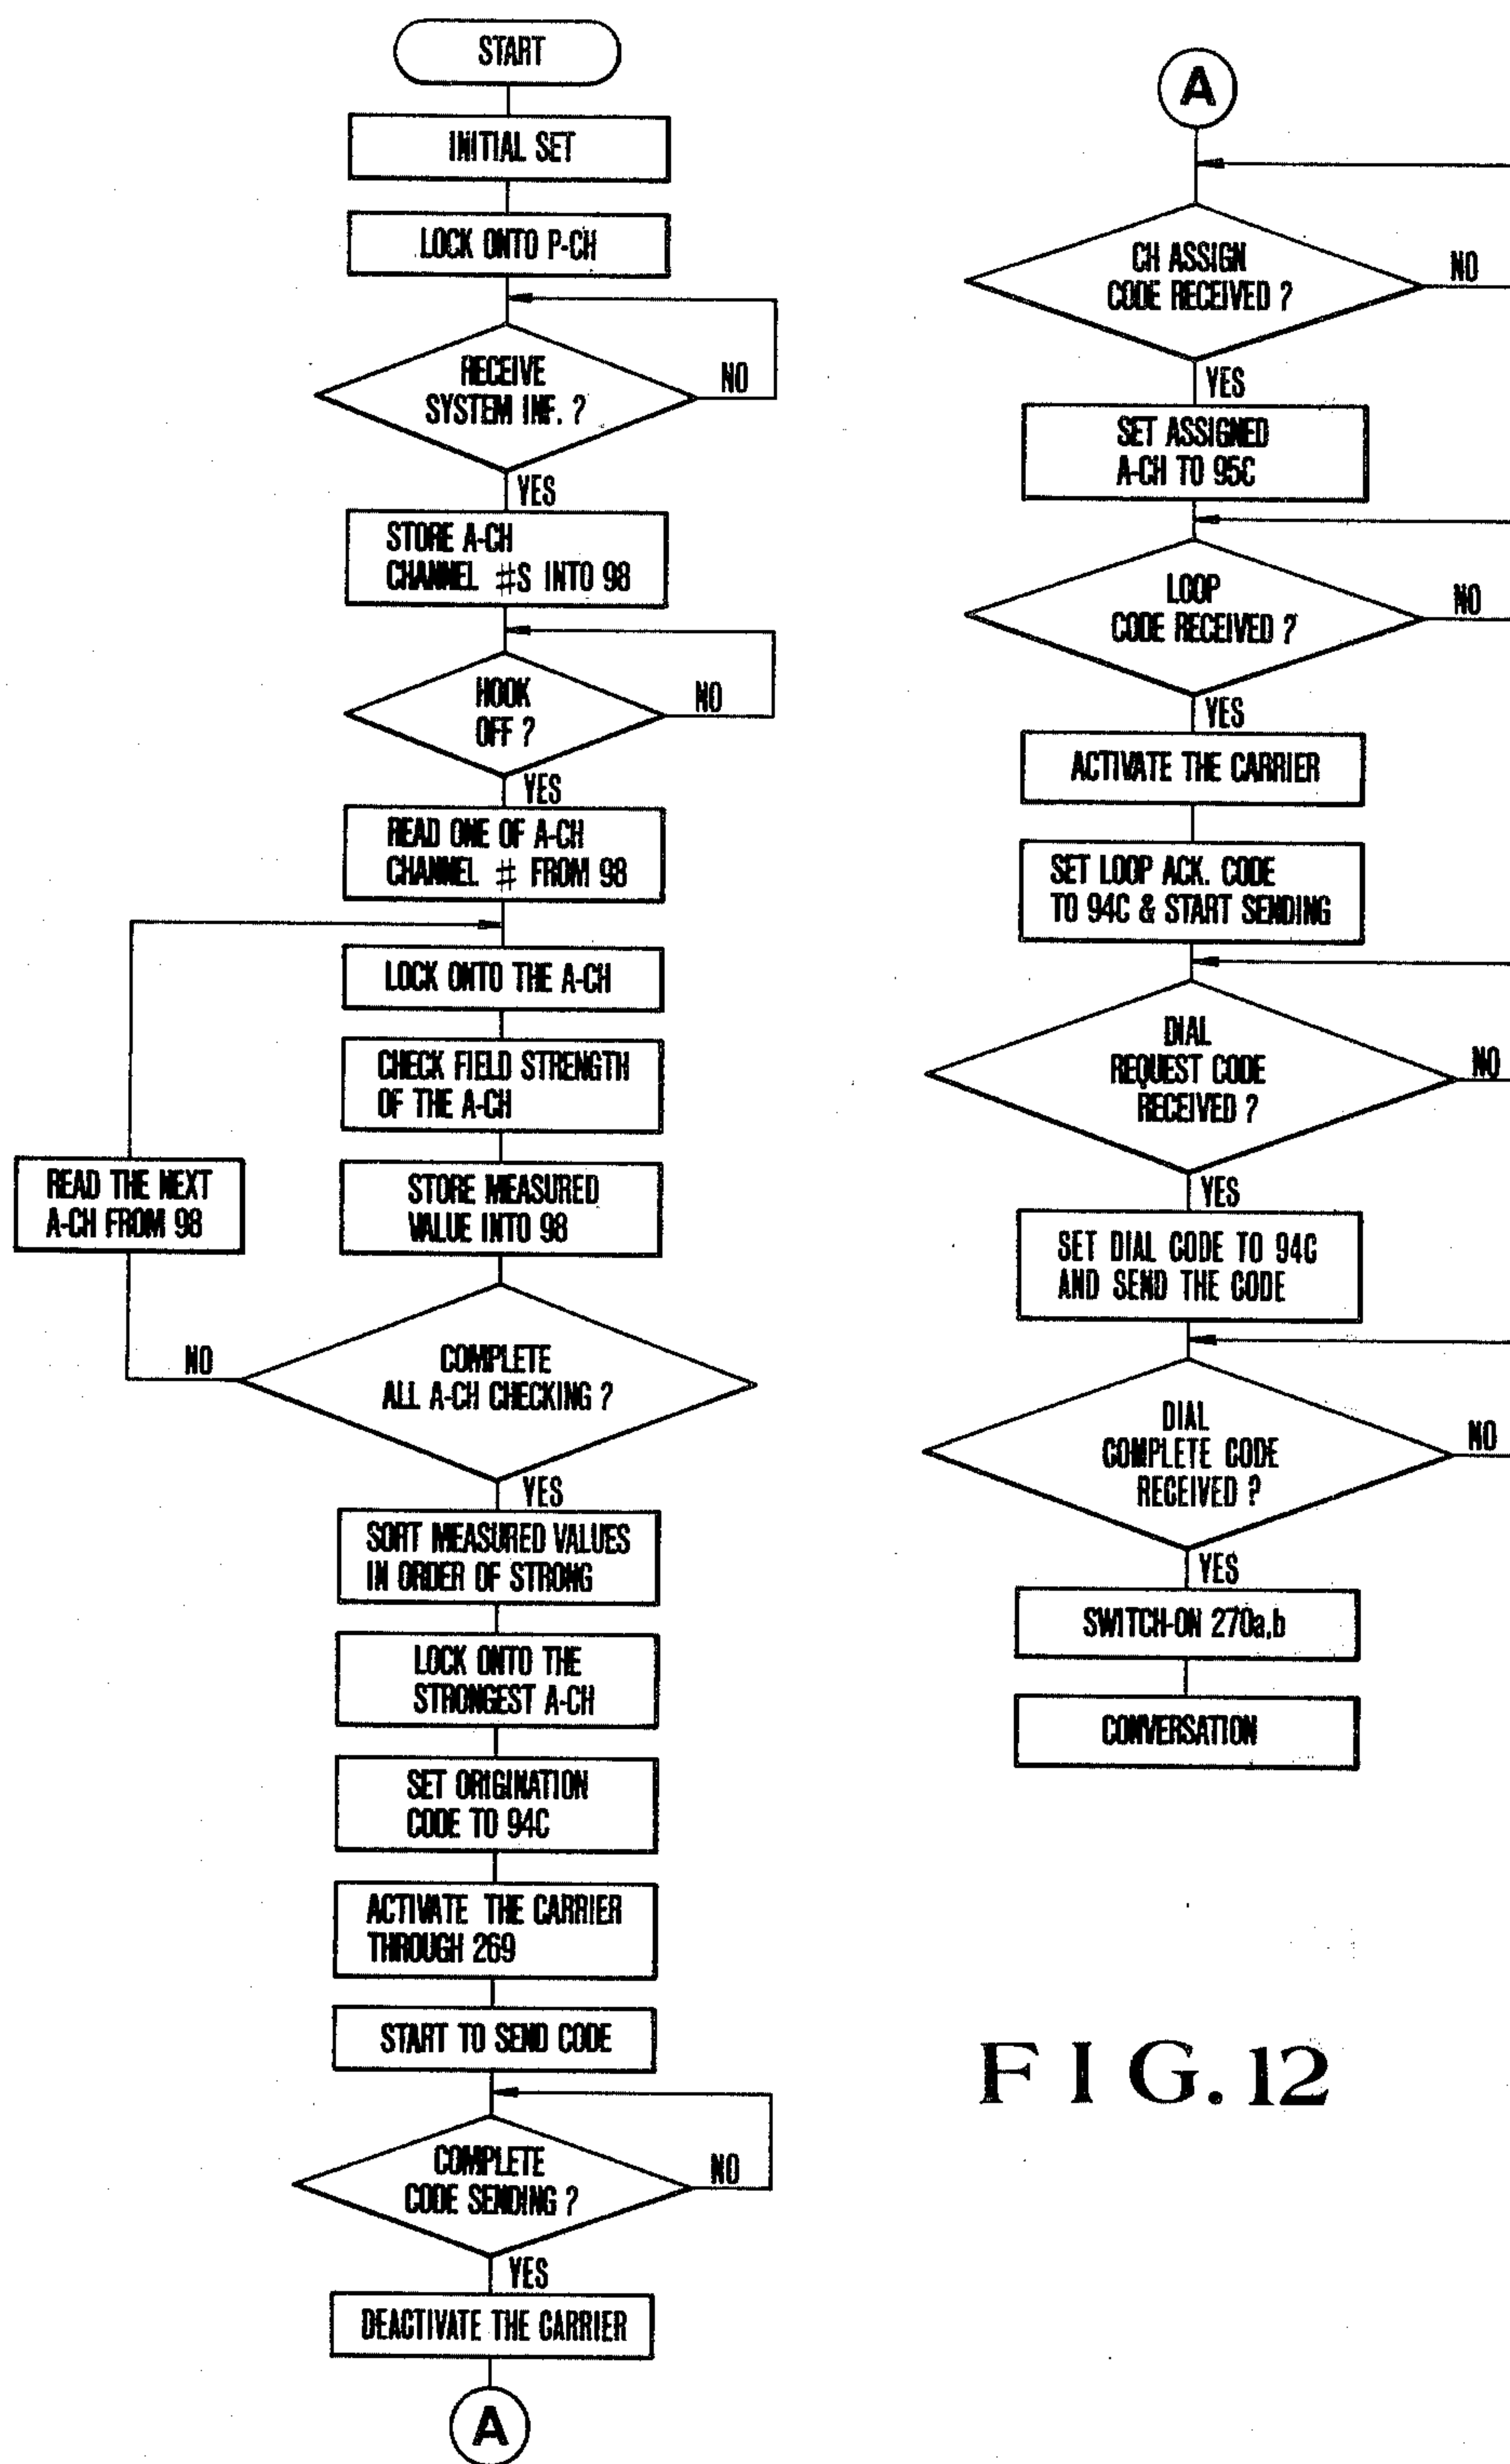 START
INITIAL SET
LOCK ONTO P-CH
RECEIVE
SYSTEM INF. ?
NO
YES
STORE A-CH
CHANNEL #S INTO 98
HOOK
OFF ?
NO
YES
READ ONE OF A-CH
CHANNEL # FROM 98
LOCK ONTO THE A-CH
CHECK FIELD STRENGTH
OF THE A-CH
READ THE NEXT
A-CH FROM 98
STORE MEASURED
VALUE INTO 98
NO
COMPLETE
ALL A-CH CHECKING ?
YES
SORT MEASURED VALUES
IN ORDER OF STRONG
LOCK ONTO THE
STRONGEST A-CH
SET ORIGINATION
CODE TO 94C
ACTIVATE THE CARRIER
THROUGH 269
START TO SEND CODE
COMPLETE
CODE SENDING ?
NO
YES
DEACTIVATE THE CARRIER
A
A
CH ASSIGN
CODE RECEIVED ?
NO
YES
SET ASSIGNED
A-CH TO 95C
LOOP
CODE RECEIVED ?
NO
YES
ACTIVATE THE CARRIER
SET LOOP ACK. CODE
TO 94C & START SENDING
DIAL
REQUEST CODE
RECEIVED ?
NO
YES
SET DIAL CODE TO 94C
AND SEND THE CODE
DIAL
COMPLETE CODE
RECEIVED ?
NO
YES
SWITCH-ON 270a,b
CONVERSATION
FIG.12